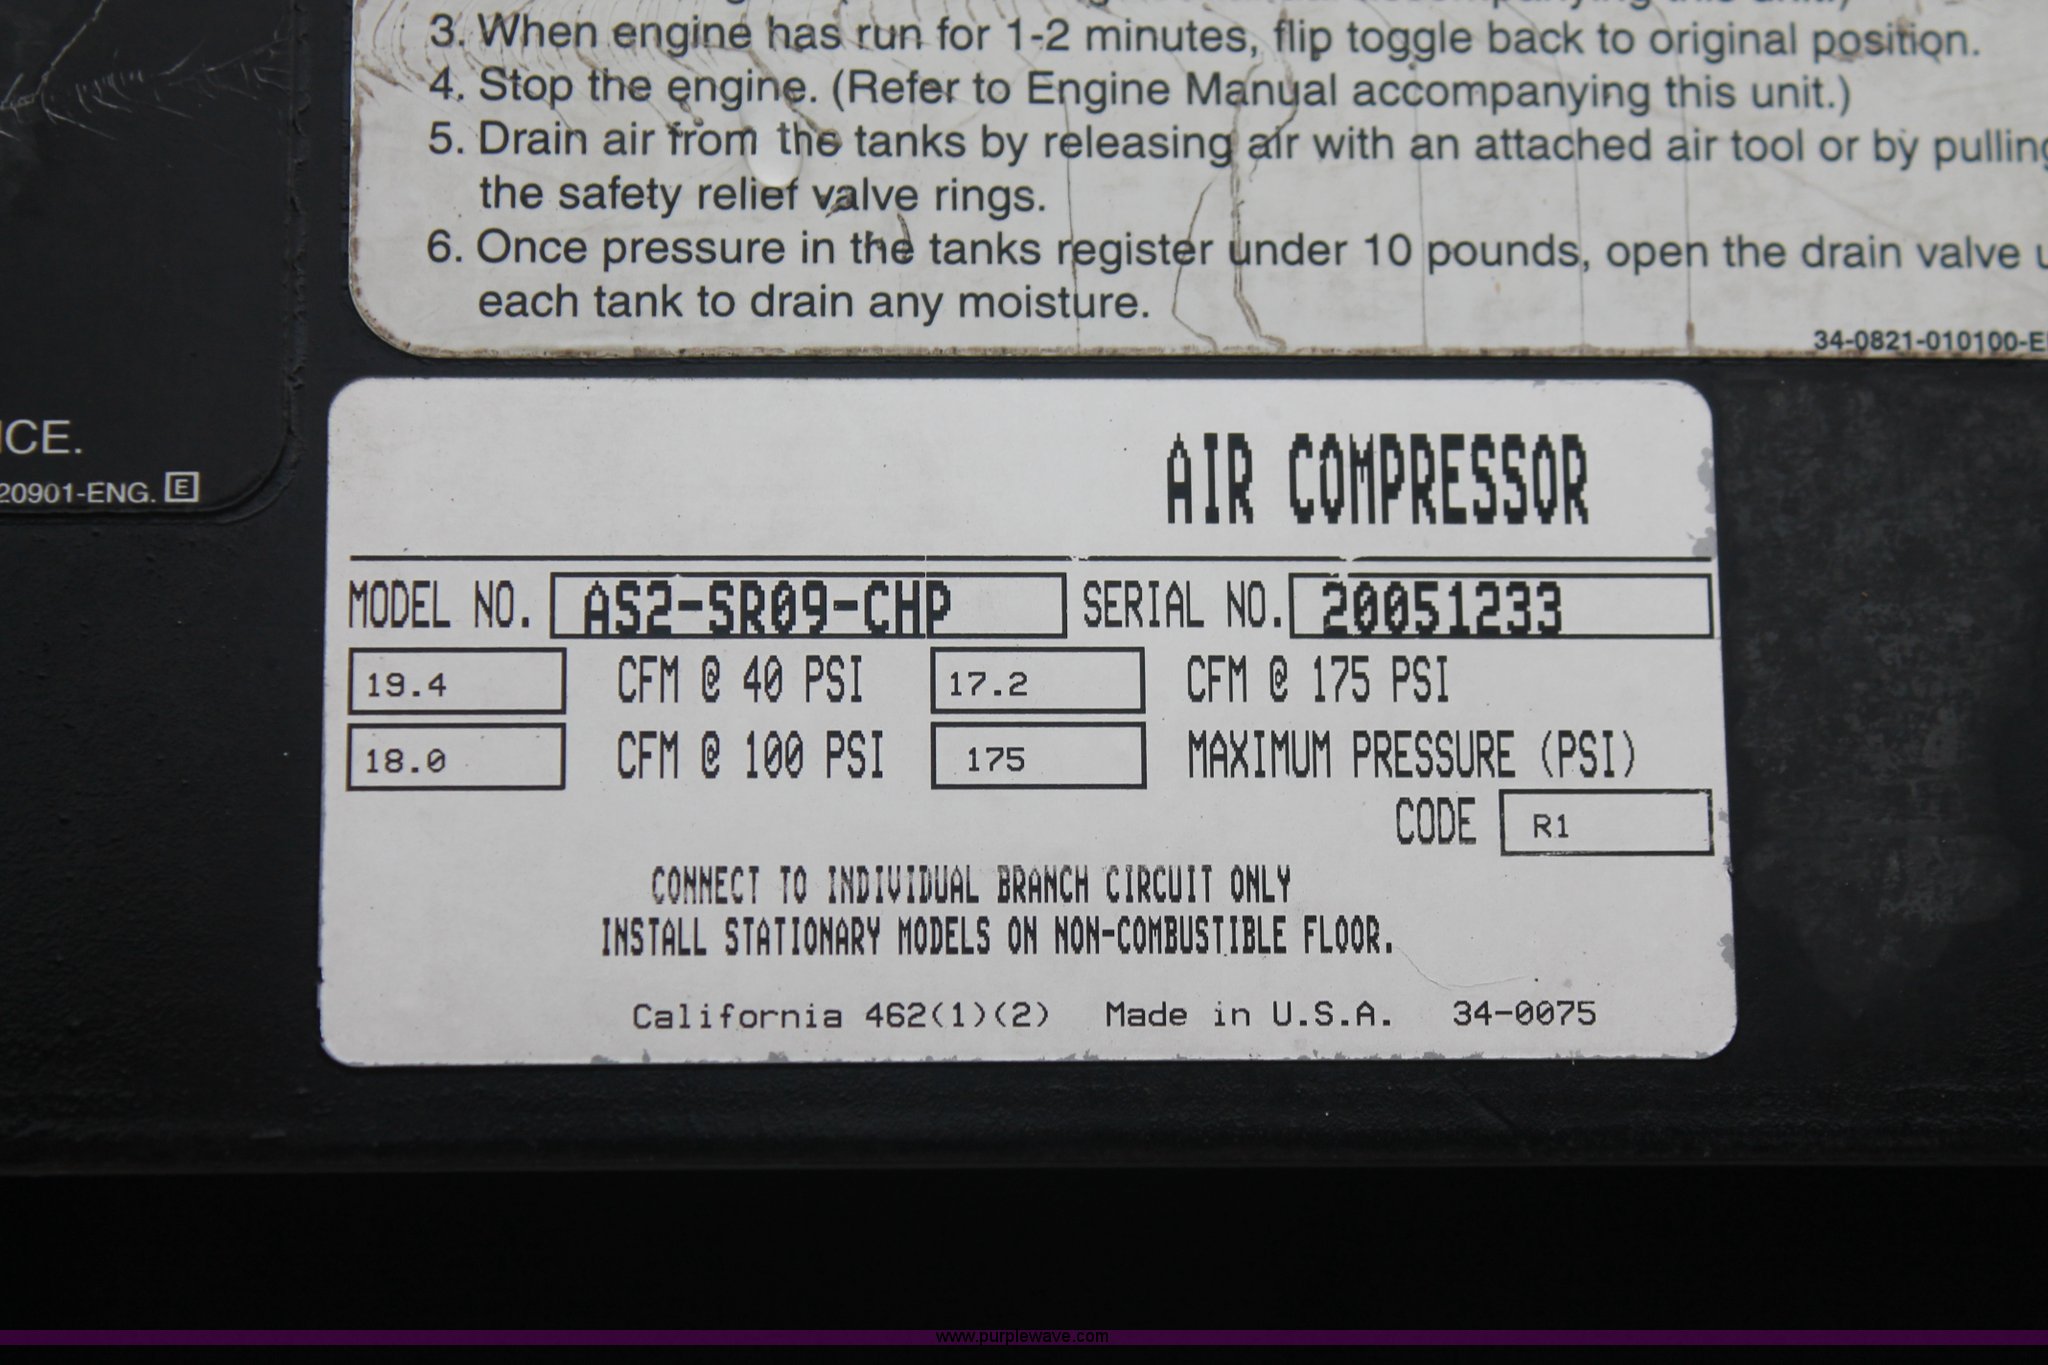 3. When engine has run for 1-2 minutes, flip toggle back to original position.
4. Stop the engine. (Refer to Engine Manual accompanying this unit.)
5. Drain air from the tanks by releasing air with an attached air tool or by pulling
the safety relief valve rings.
6. Once pressure in the tanks register under 10 pounds, open the drain valve u
each tank to drain any moisture.
34-0821-010100-E
ICE.
20901-ENG. E
AIR COMPRESSOR
MODEL NO. AS2-SR09-CHP SERIAL NO. 20051233
19.4 CFM @ 40 PSI 17.2 CFM @ 175 PSI
18.0 CFM @ 100 PSI 175 MAXIMUM PRESSURE (PSI)
CODE R1
CONNECT TO INDIVIDUAL BRANCH CIRCUIT ONLY
INSTALL STATIONARY MODELS ON NON-COMBUSTIBLE FLOOR.
California 462(1)(2) Made in U.S.A. 34-0075
www.purplewave.com